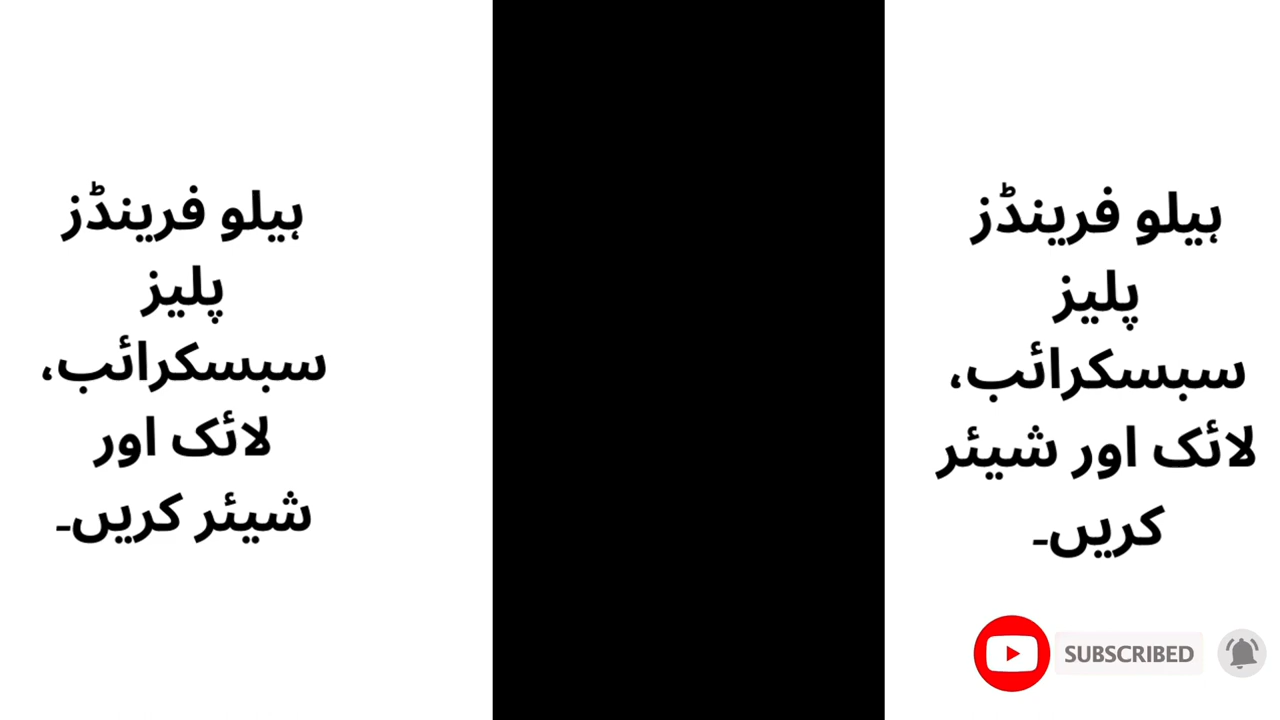 ہیلو فرینڈز
پلیز
سبسکرائب،
لائک اور
شیئر کریں۔
ہیلو فرینڈز
پلیز
سبسکرائب،
لائک اور شیئر
کریں۔
SUBSCRIBED